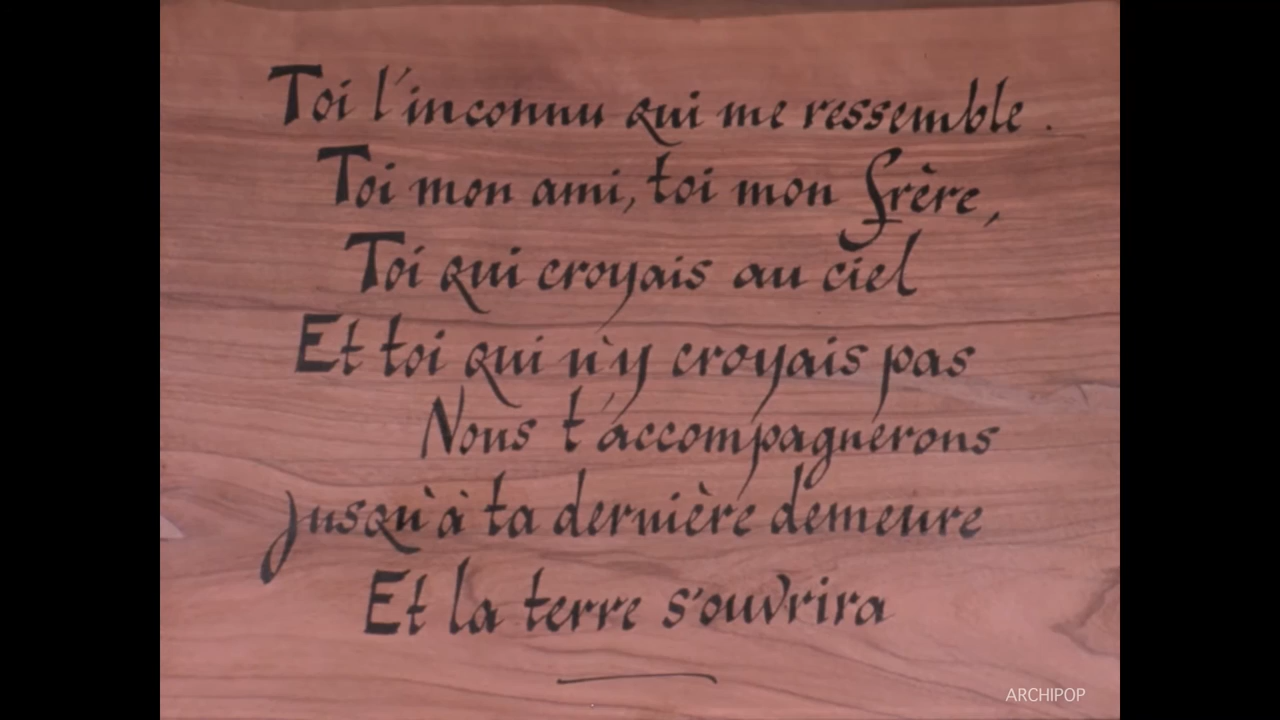 Toi l'inconnu qui me ressemble.
Toi mon ami, toi mon frère,
Toi qui croyais au ciel
Et toi qui n'y croyais pas
Nous t'accompagnerons
Jusqu'à ta dernière demeure
Et la terre s'ouvrira
ARCHIPOP